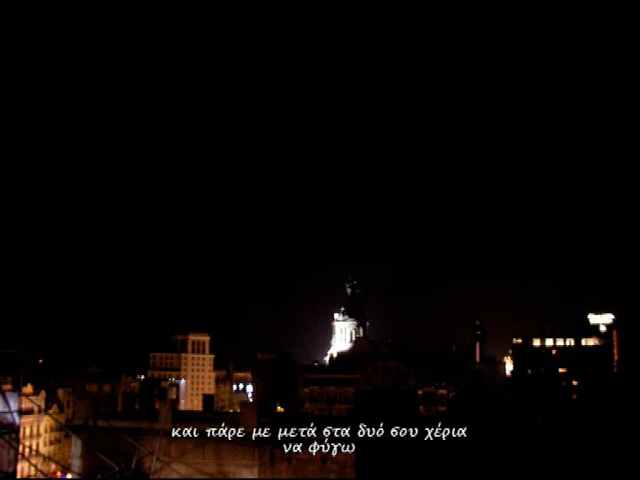 και πάρε με μετά στα δυό σου χέρια
να φύγω